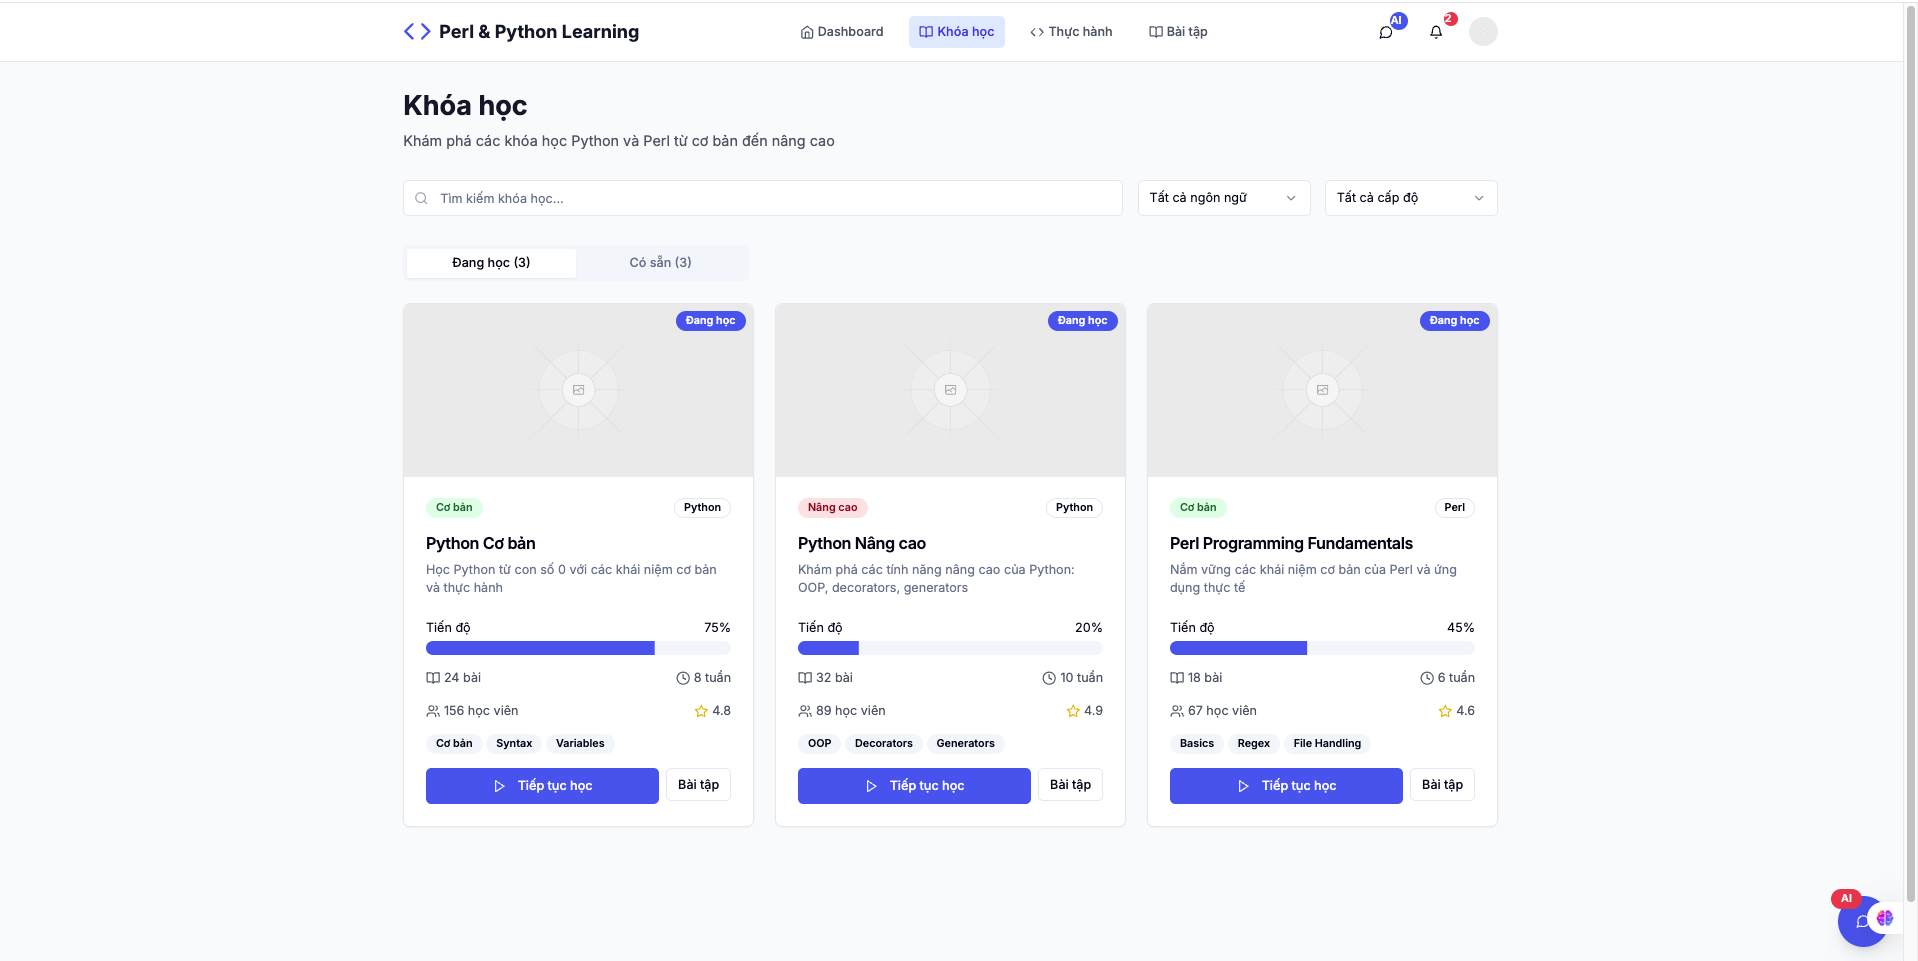 Perl & Python Learning
Dashboard
Khóa học
Thực hành
Bài tập
AI
2
Khóa học
Khám phá các khóa học Python và Perl từ cơ bản đến nâng cao
Tìm kiếm khóa học...
Tất cả ngôn ngữ
Tất cả cấp độ
Đang học (3)
Có sẵn (3)
Đang học
Cơ bản
Python
Python Cơ bản
Học Python từ con số 0 với các khái niệm cơ bản
và thực hành
Tiến độ
75%
24 bài
8 tuần
156 học viên
4.8
Cơ bản
Syntax
Variables
Tiếp tục học
Bài tập
Đang học
Nâng cao
Python
Python Nâng cao
Khám phá các tính năng nâng cao của Python:
OOP, decorators, generators
Tiến độ
20%
32 bài
10 tuần
89 học viên
4.9
OOP
Decorators
Generators
Tiếp tục học
Bài tập
Đang học
Cơ bản
Perl
Perl Programming Fundamentals
Nắm vững các khái niệm cơ bản của Perl và ứng
dụng thực tế
Tiến độ
45%
18 bài
6 tuần
67 học viên
4.6
Basics
Regex
File Handling
Tiếp tục học
Bài tập
AI